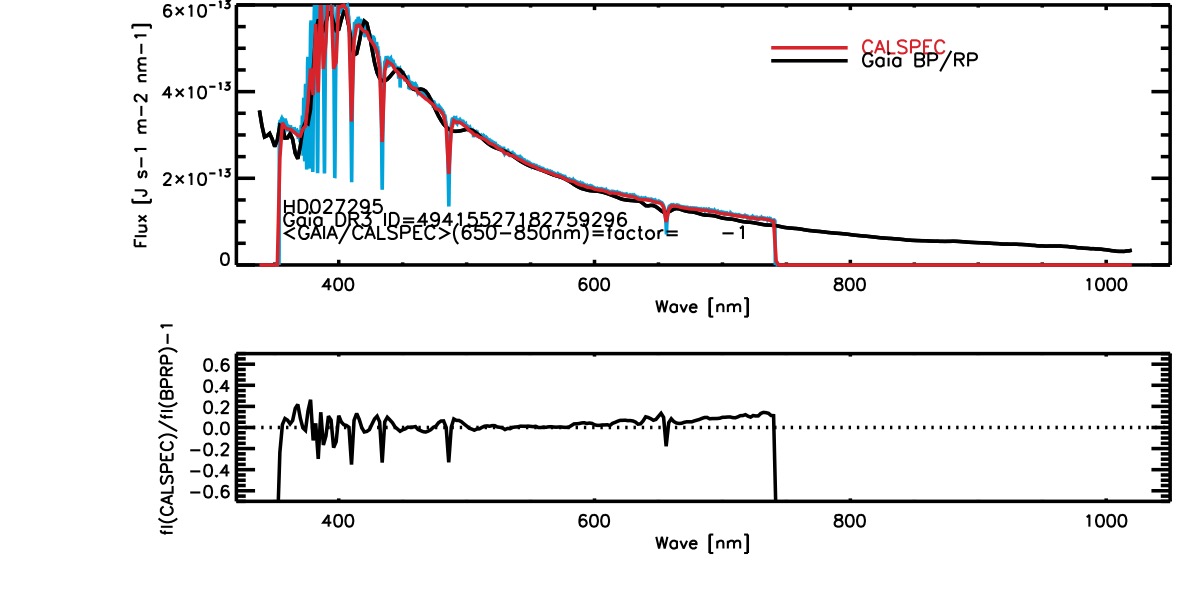 6×10−13
4×10−13
2×10−13
0
Flux [J s−1 m−2 nm−1]
CALSPEC
Gaia BP/RP
HD027295
Gaia DR3 ID=49415527182759296
<GAIA/CALSPEC>(650−850nm)=factor= −1
400 600 800 1000
Wave [nm]
fl(CALSPEC)/fl(BPRP)−1
0.6
0.4
0.2
0.0
−0.2
−0.4
−0.6
400 600 800 1000
Wave [nm]